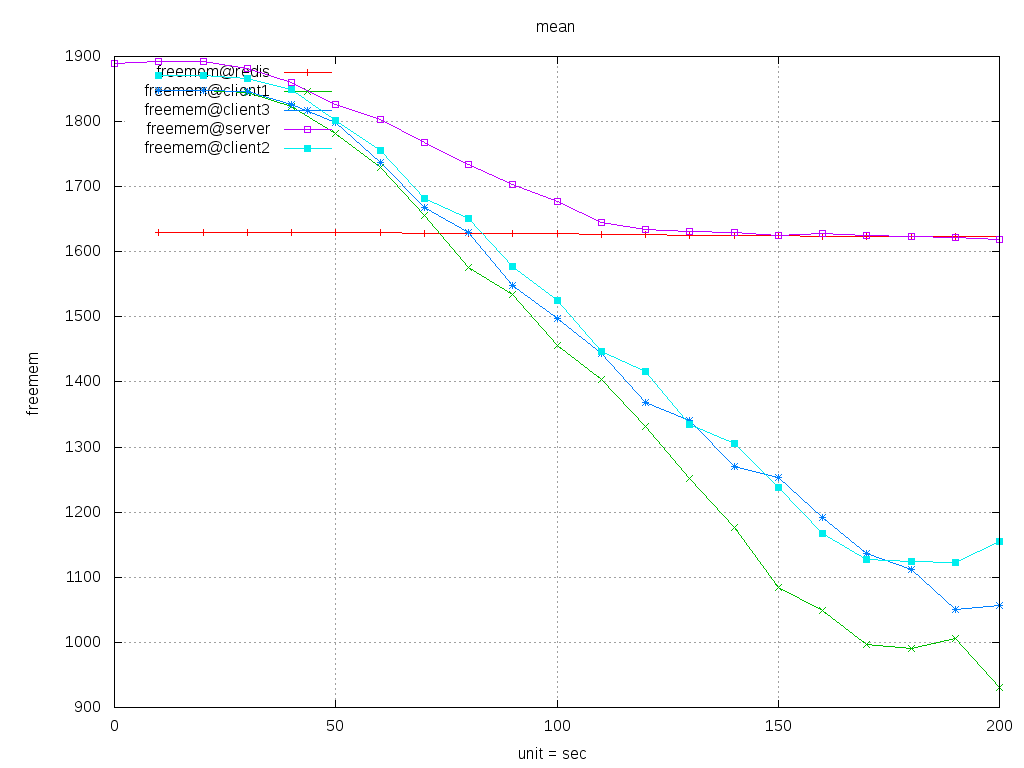 mean
1900
1800
1700
1600
1500
1400
1300
1200
1100
1000
900
freemem
freemem@redis
freemem@client1
freemem@client3
freemem@server
freemem@client2
0 50 100 150 200
unit = sec